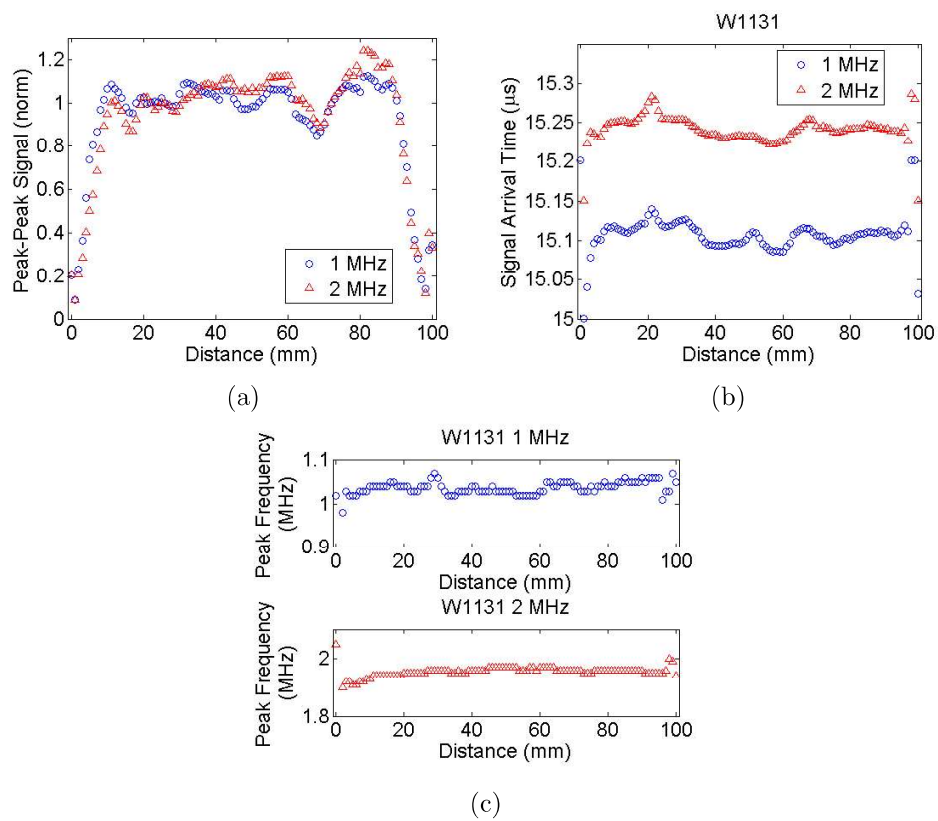 1.2
1
0.8
0.6
0.4
0.2
0
Peak-Peak Signal (norm)
1 MHz
2 MHz
0 20 40 60 80 100
Distance (mm)
(a)
W1131
15.3
15.25
15.2
15.15
15.1
15.05
15
Signal Arrival Time (µs)
1 MHz
2 MHz
0 20 40 60 80 100
Distance (mm)
(b)
W1131 1 MHz
1.1
1
0.9
Peak Frequency
(MHz)
0 20 40 60 80 100
Distance (mm)
W1131 2 MHz
2
1.8
Peak Frequency
(MHz)
0 20 40 60 80 100
Distance (mm)
(c)